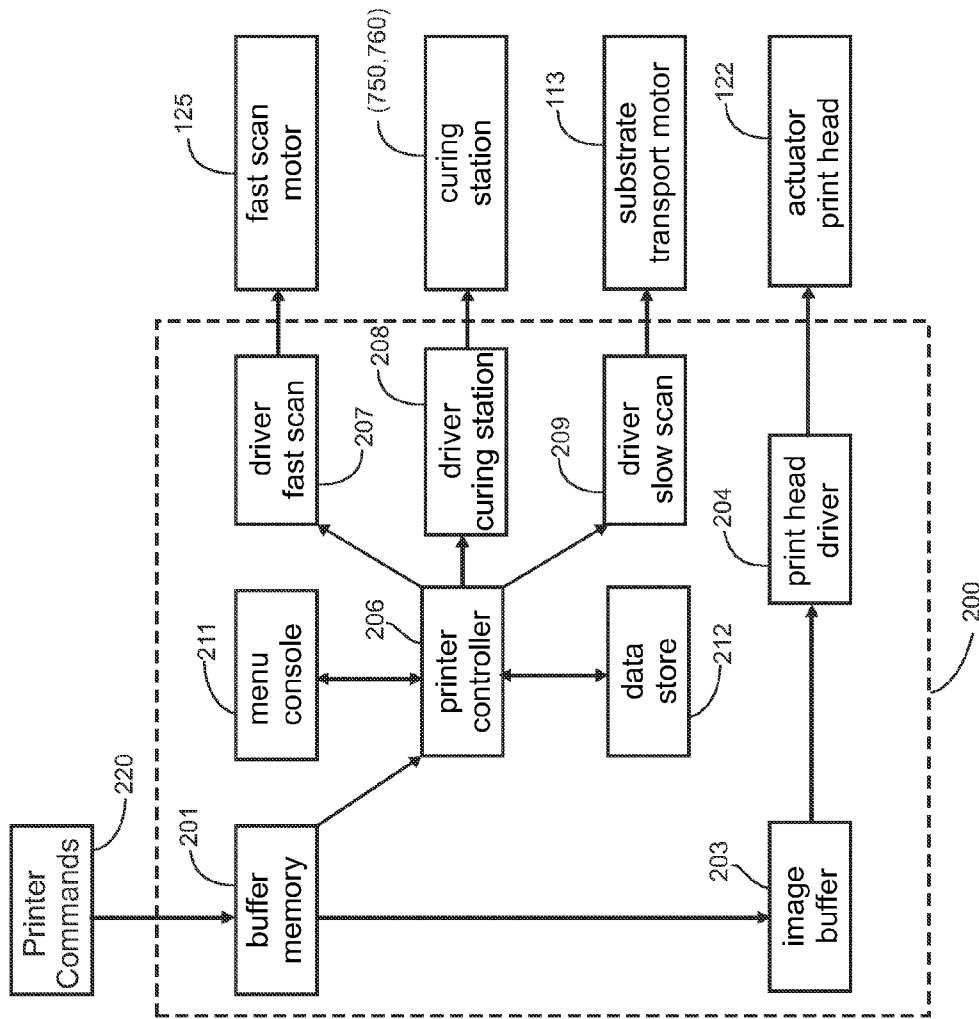 Printer
Commands
220
buffer
memory
201
image
buffer
203
menu
console
211
printer
controller
206
data
store
212
driver
fast scan
207
driver
curing station
208
driver
slow scan
209
print head
driver
204
200
fast scan
motor
125
curing
station
(750,760)
substrate
transport motor
113
actuator
print head
122